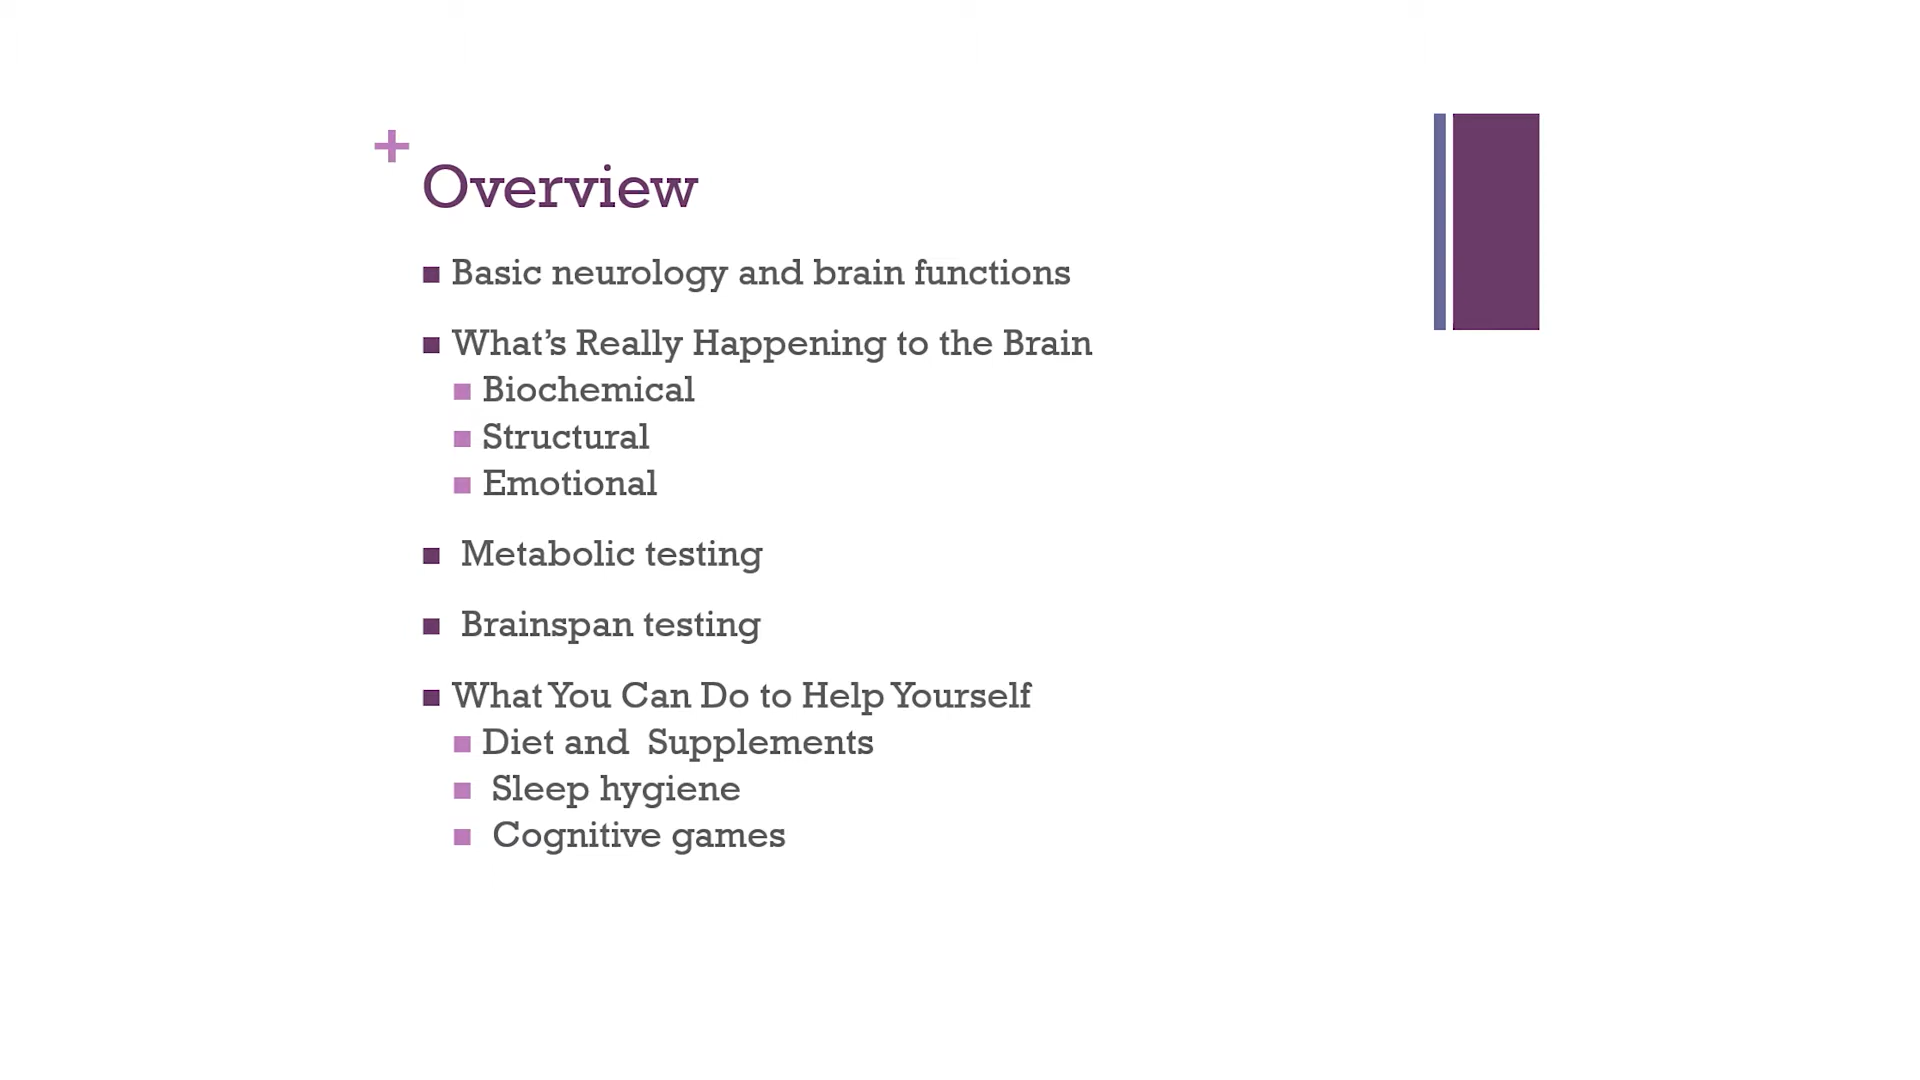 +
Overview
Basic neurology and brain functions
What’s Really Happening to the Brain
Biochemical
Structural
Emotional
Metabolic testing
Brainspan testing
What You Can Do to Help Yourself
Diet and  Supplements
Sleep hygiene
Cognitive games